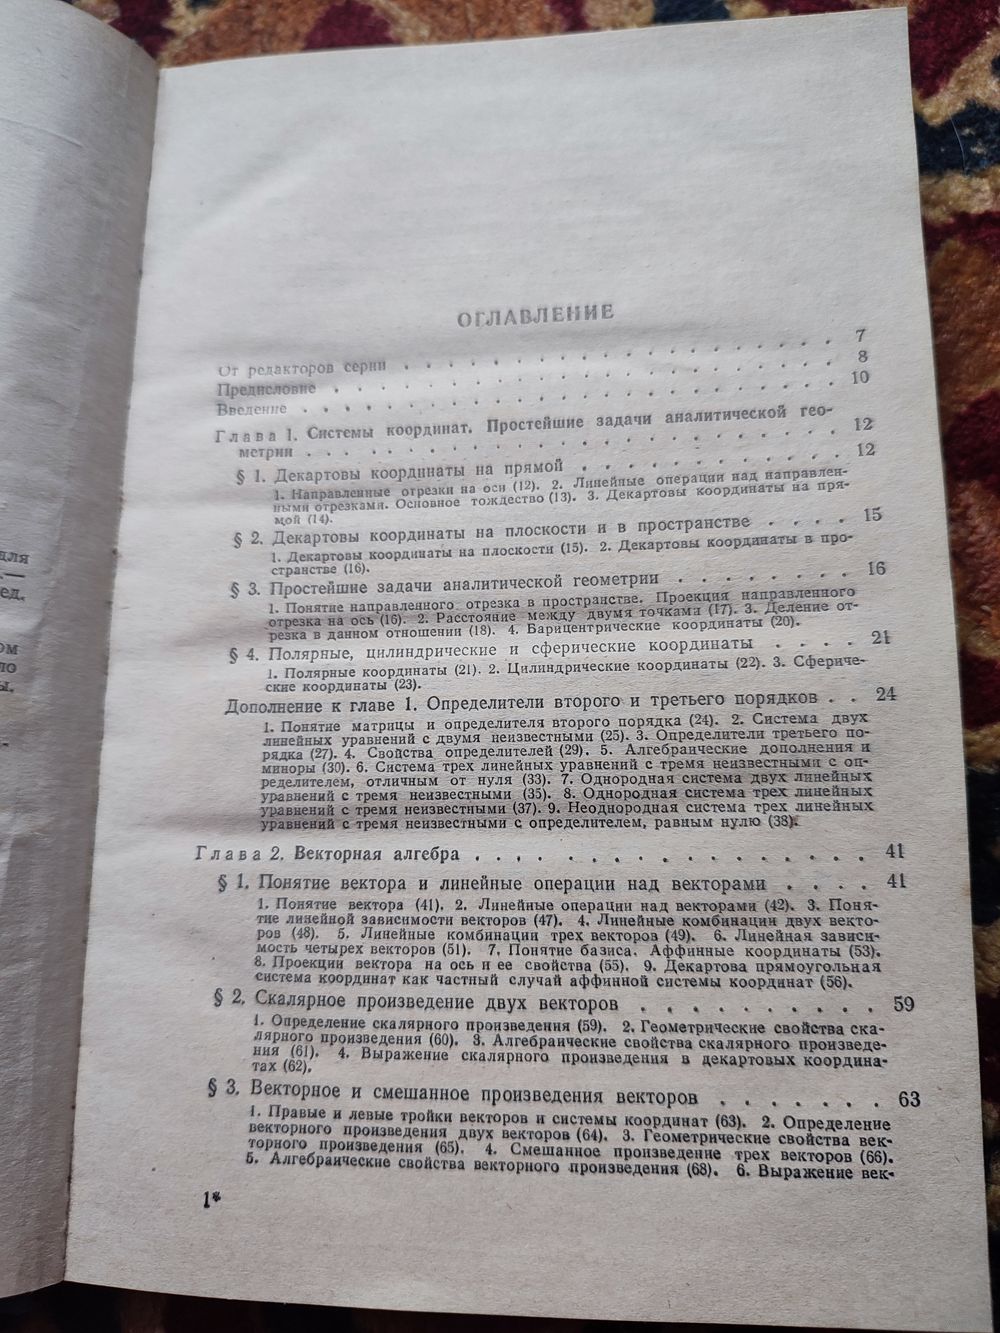 для
.—
ед.
ом
ло
ы,
-
ОГЛАВЛЕНИЕ
От редакторов серии . . . . . . . . . . . . . . . . 7
Предисловие . . . . . . . . . . . . . . . . . . . 8
Введение . . . . . . . . . . . . . . . . . . . . 10
Глава 1. Системы координат. Простейшие задачи аналитической гео-
метрии . . . . . . . . . . . . . . . . . . . . 12
§ 1. Декартовы координаты на прямой . . . . . . . . . . . 12
1. Направленные отрезки на оси (12). 2. Линейные операции над направлен-
ными отрезками. Основное тождество (13). 3. Декартовы координаты на пря-
мой (14).
§ 2. Декартовы координаты на плоскости и в пространстве . . . . 15
1. Декартовы координаты на плоскости (15). 2. Декартовы координаты в про-
странстве (16).
§ 3. Простейшие задачи аналитической геометрии . . . . . . . . 16
1. Понятие направленного отрезка в пространстве. Проекция направленного
отрезка на ось (16). 2. Расстояние между двумя точками (17). 3. Деление от-
резка в данном отношении (18). 4. Барицентрические координаты (20).
§ 4. Полярные, цилиндрические и сферические координаты . . . . 21
1. Полярные координаты (21). 2. Цилиндрические координаты (22). 3. Сфериче-
ские координаты (23).
Дополнение к главе 1. Определители второго и третьего порядков . . 24
1. Понятие матрицы и определителя второго порядка (24). 2. Система двух
линейных уравнений с двумя неизвестными (25). 3. Определители третьего по-
рядка (27). 4. Свойства определителей (29). 5. Алгебраические дополнения и
миноры (30). 6. Система трех линейных уравнений с тремя неизвестными с оп-
ределителем, отличным от нуля (33). 7. Однородная система двух линейных
уравнений с тремя неизвестными (35). 8. Однородная система трех линейных
уравнений с тремя неизвестными (37). 9. Неоднородная система трех линейных
уравнений с тремя неизвестными с определителем, равным нулю (38).
Глава 2. Векторная алгебра . . . . . . . . . . . . . . . . 41
§ 1. Понятие вектора и линейные операции над векторами . . . . 41
1. Понятие вектора (41). 2. Линейные операции над векторами (42). 3. Поня-
тие линейной зависимости векторов (47). 4. Линейные комбинации двух векто-
ров (48). 5. Линейные комбинации трех векторов (49). 6. Линейная зависи-
мость четырех векторов (51). 7. Понятие базиса. Аффинные координаты (53).
8. Проекции вектора на ось и ее свойства (55). 9. Декартова прямоугольная
система координат как частный случай аффинной системы координат (56).
§ 2. Скалярное произведение двух векторов . . . . . . . . . . 59
1. Определение скалярного произведения (59). 2. Геометрические свойства ска-
лярного произведения (60). 3. Алгебраические свойства скалярного произведе-
ния (61). 4. Выражение скалярного произведения в декартовых координа-
тах (62).
§ 3. Векторное и смешанное произведения векторов . . . . . . . 63
1. Правые и левые тройки векторов и системы координат (63). 2. Определение
векторного произведения двух векторов (64). 3. Геометрические свойства век-
торного произведения (65). 4. Смешанное произведение трех векторов (66).
5. Алгебраические свойства векторного произведения (68). 6. Выражение век-
1*